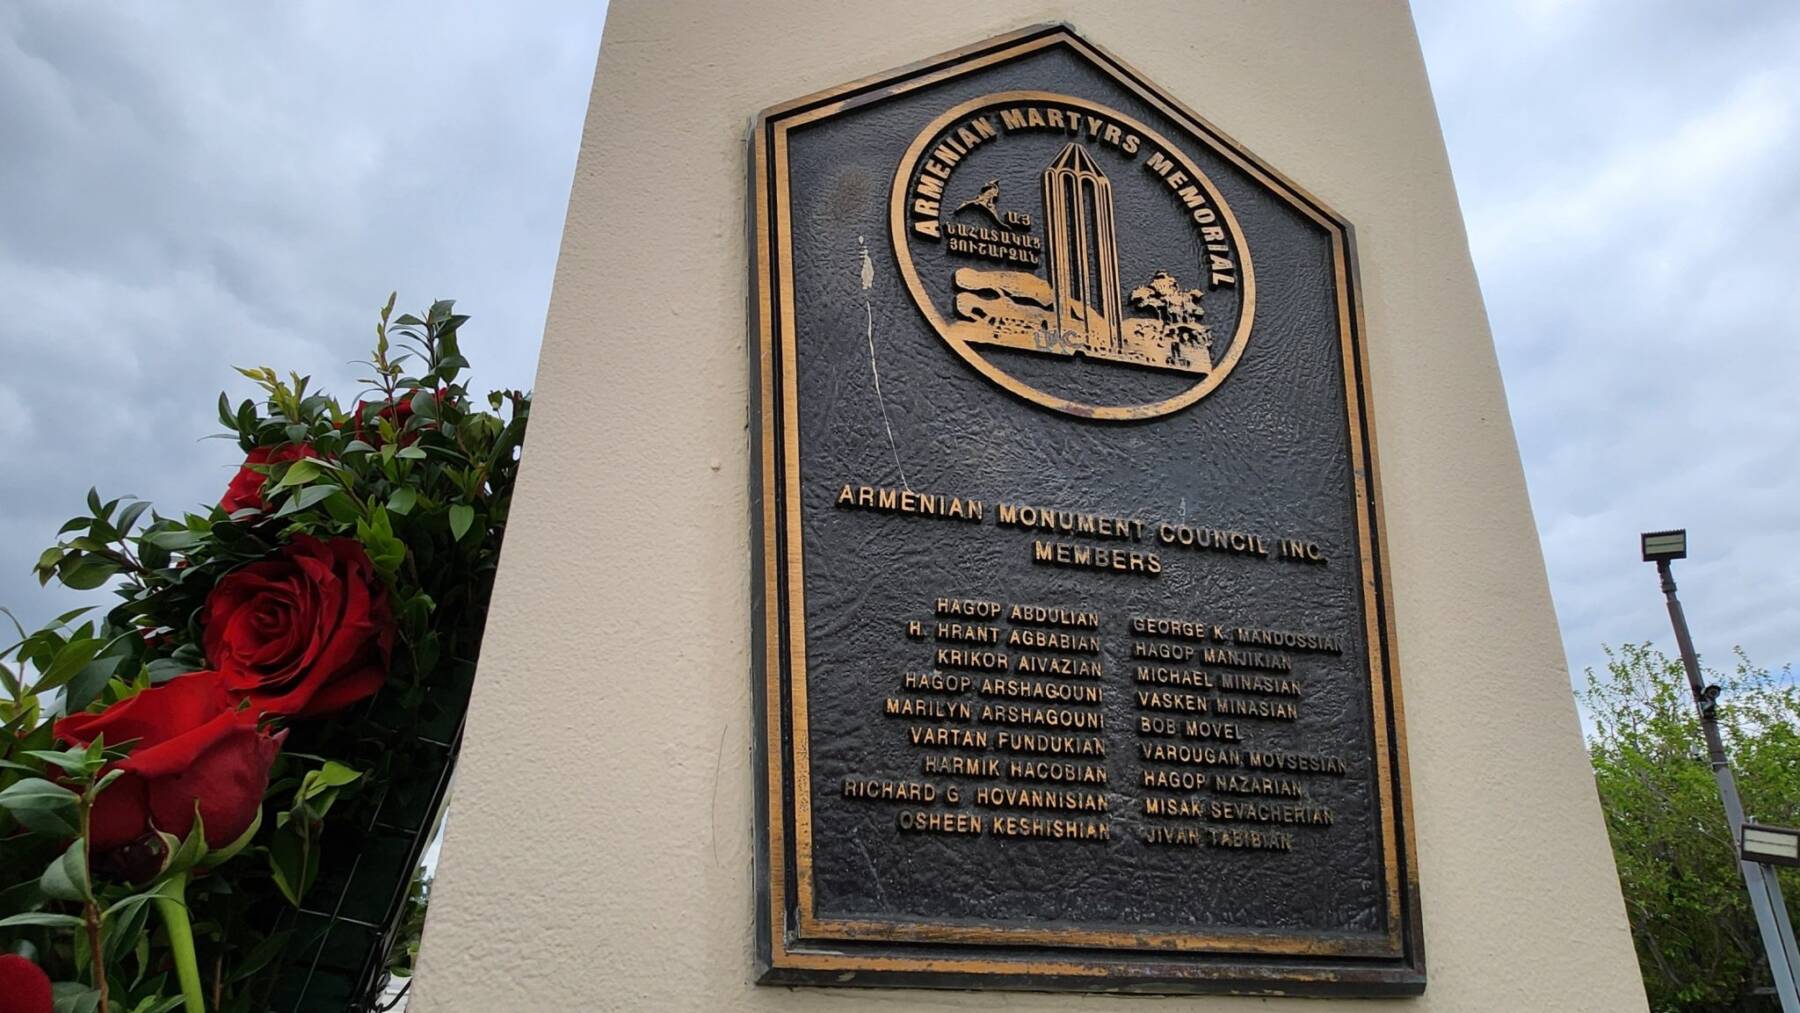 ARMENIAN MARTYRS MEMORIAL
ՀԱՅ
ՆԱՀԱՏԱԿԱՑ
ՅՈՒՇԱՐՁԱՆ
ARMENIAN MONUMENT COUNCIL INC.
MEMBERS
HAGOP ABDULIAN
H. HRANT AGBABIAN
KRIKOR AIVAZIAN
HAGOP ARSHAGOUNI
MARILYN ARSHAGOUNI
VARTAN FUNDUKIAN
HARMIK HACOBIAN
RICHARD G. HOVANNISIAN
OSHEEN KESHISHIAN
GEORGE K. MANDOSSIAN
HAGOP MANJIKIAN
MICHAEL MINASIAN
VASKEN MINASIAN
BOB MOVEL
VAROUGAN MOVSESIAN
HAGOP NAZARIAN
MISAK SEVACHERIAN
JIVAN TABIBIAN